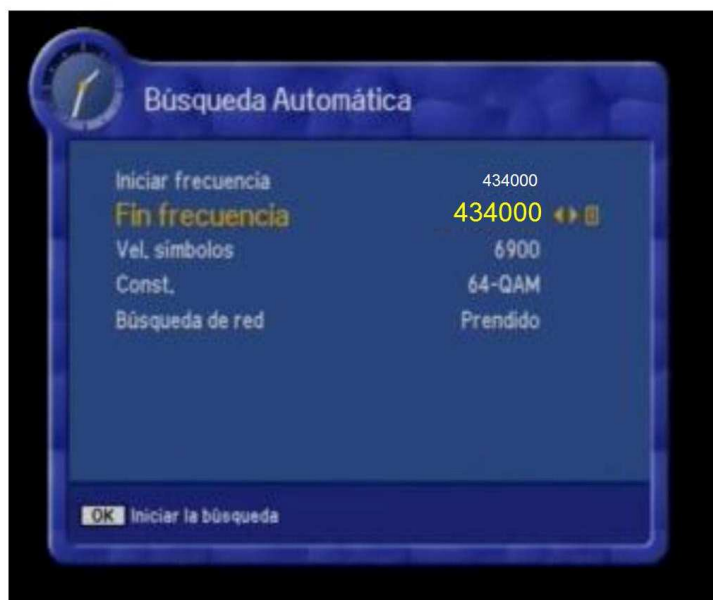 Búsqueda Automática
Iniciar frecuencia 434000
Fin frecuencia 434000
Vel. símbolos 6900
Const. 64-QAM
Búsqueda de red Prendido
OK Iniciar la búsqueda